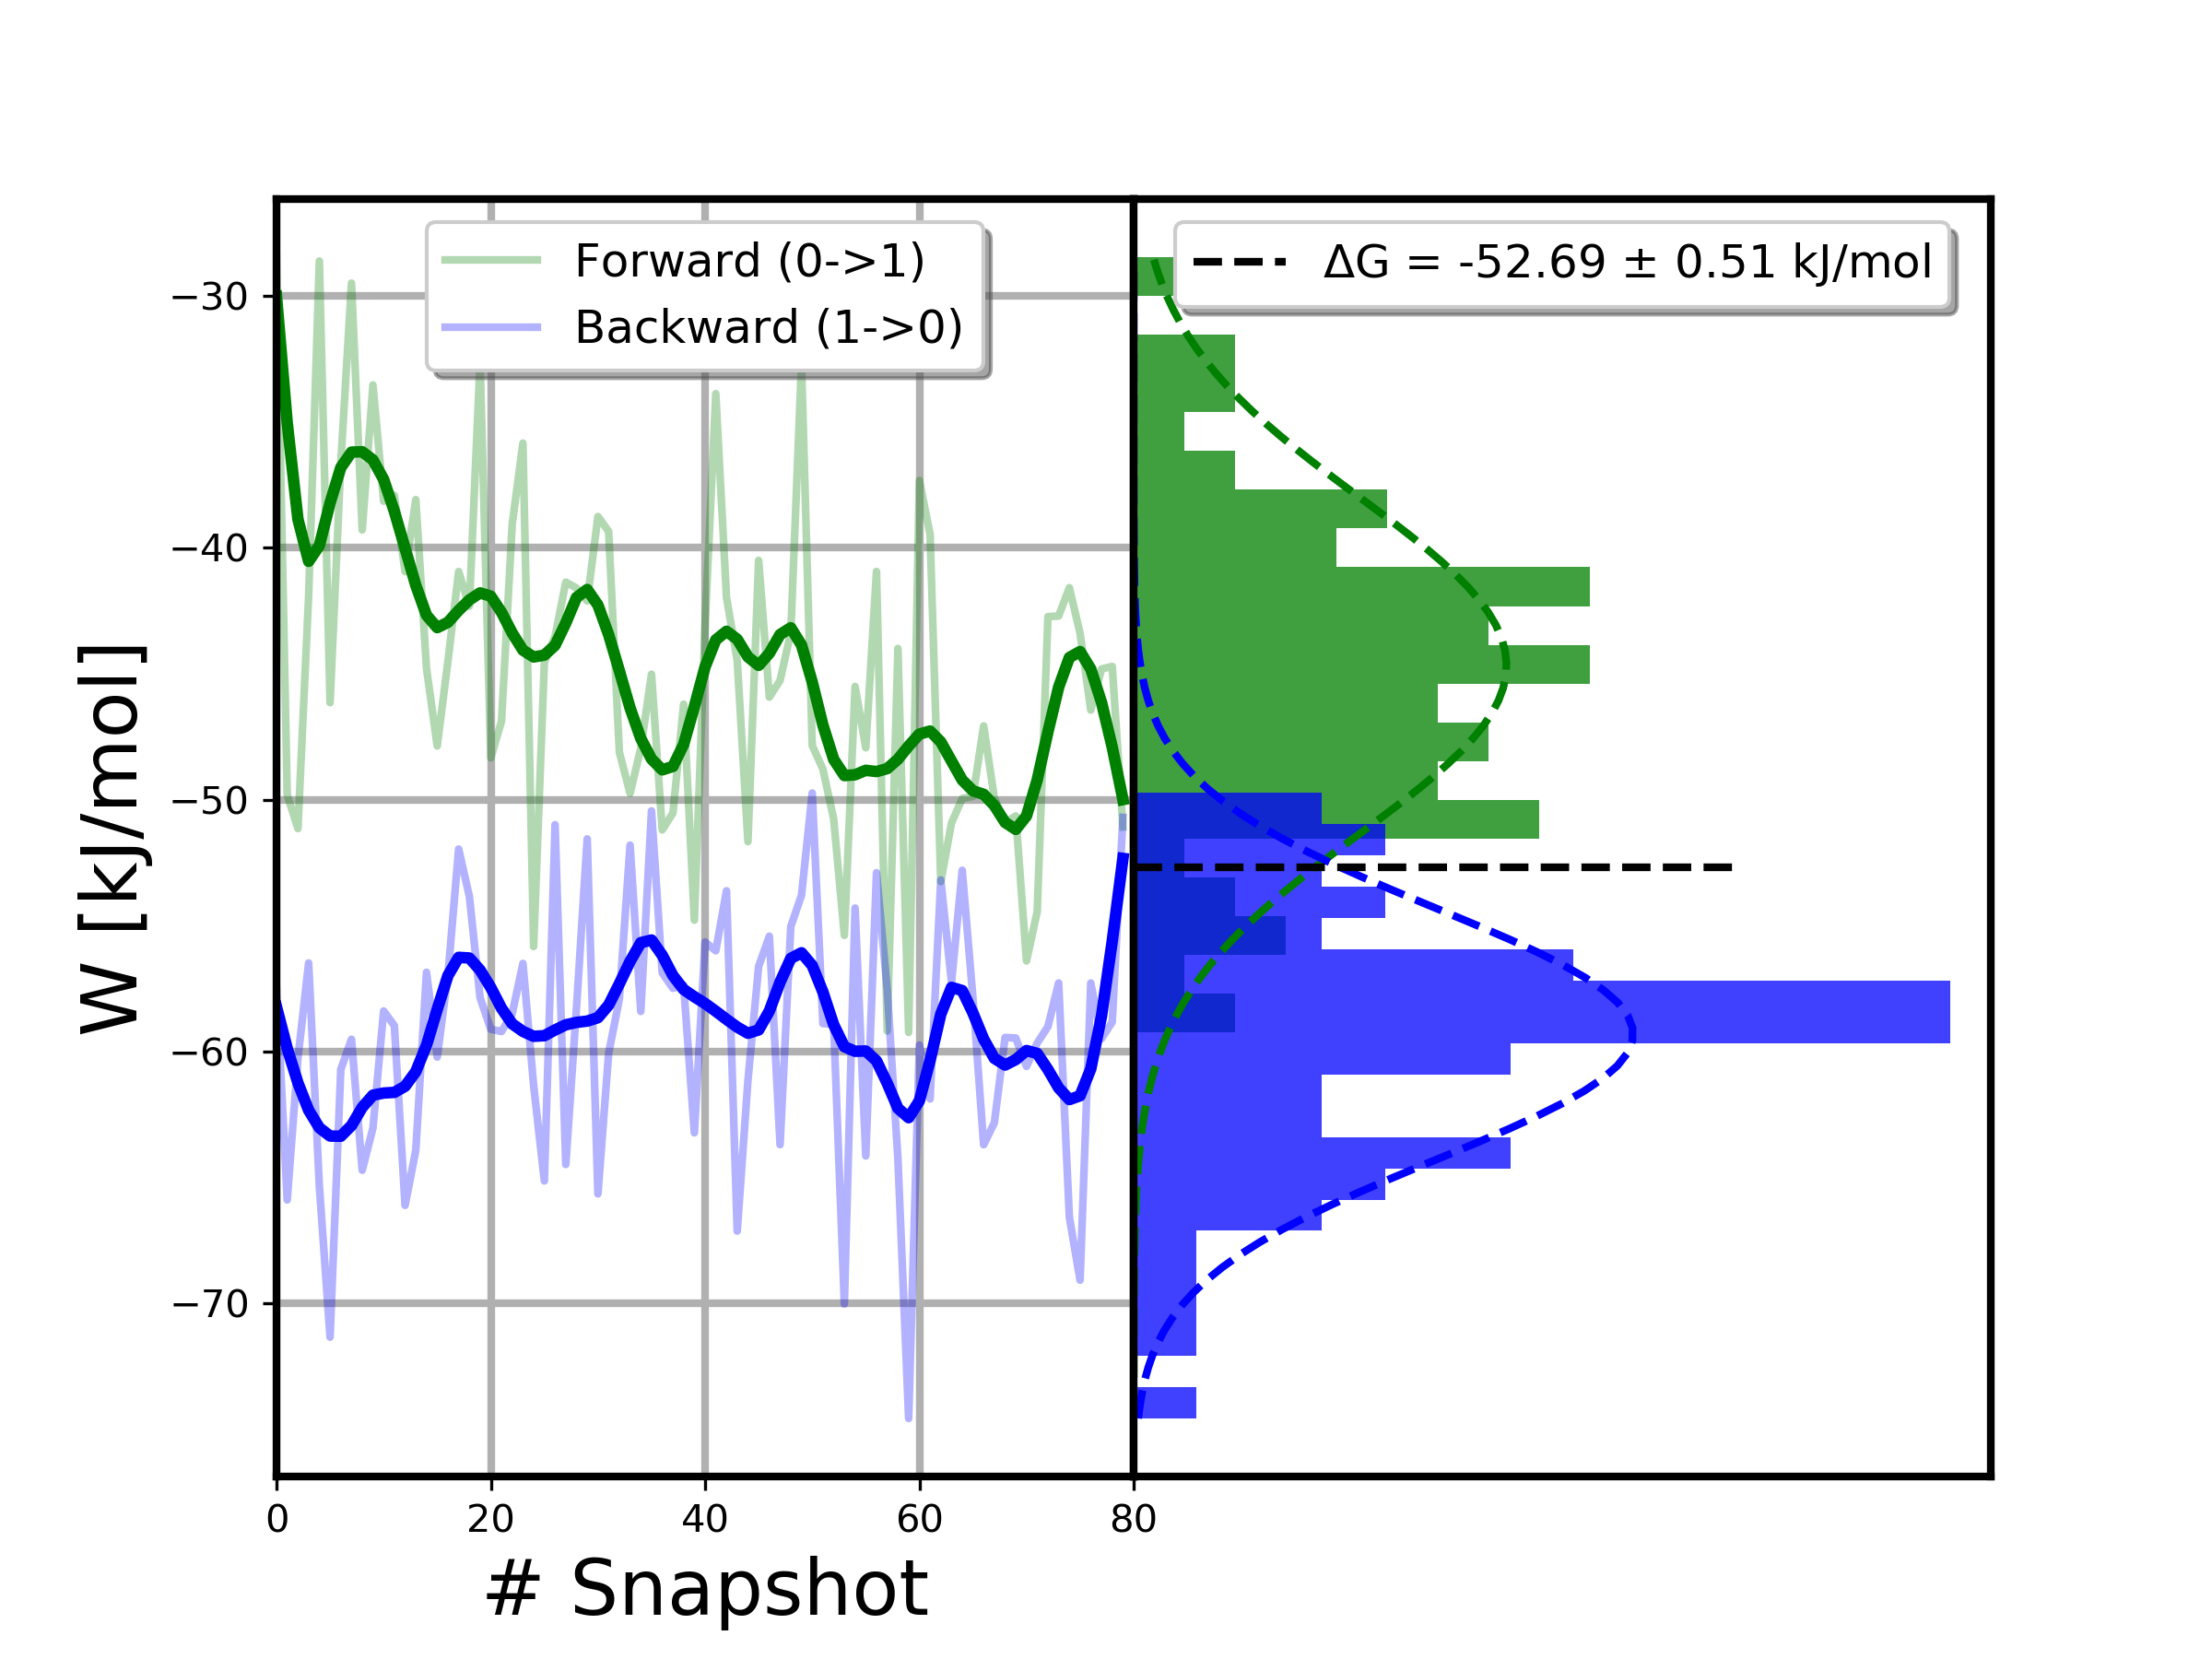 Forward (0->1)
Backward (1->0)
ΔG = -52.69 ± 0.51 kJ/mol
−30
−40
−50
−60
−70
W [kJ/mol]
0 20 40 60 80
# Snapshot